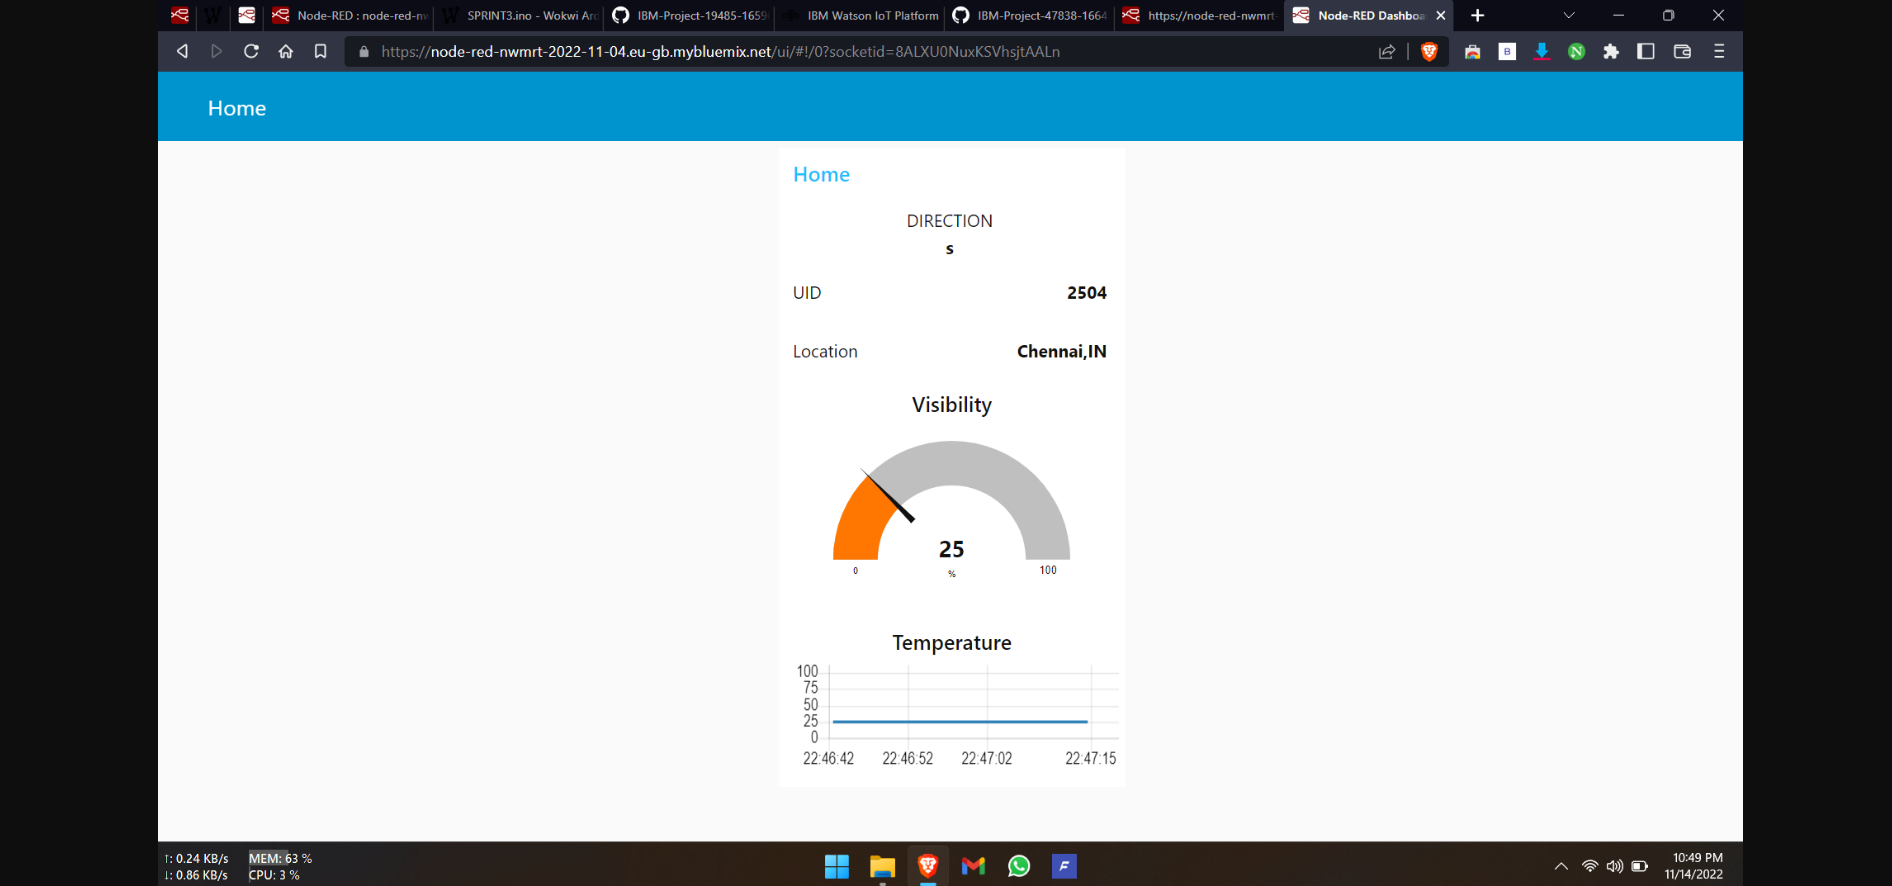 Node-RED : node-red-nw
SPRINT3.ino - Wokwi Ard
IBM-Project-19485-1659
IBM Watson IoT Platform
IBM-Project-47838-1664
https://node-red-nwmrt-
Node-RED Dashboa
https://node-red-nwmrt-2022-11-04.eu-gb.mybluemix.net/ui/#!/0?socketid=8ALXU0NuxKSVhsjtAALn
Home
Home
DIRECTION
s
UID 2504
Location Chennai,IN
Visibility
25
0 % 100
Temperature
100
75
50
25
0
22:46:42 22:46:52 22:47:02 22:47:15
↑: 0.24 KB/s MEM: 63 %
↓: 0.86 KB/s CPU: 3 %
10:49 PM
11/14/2022